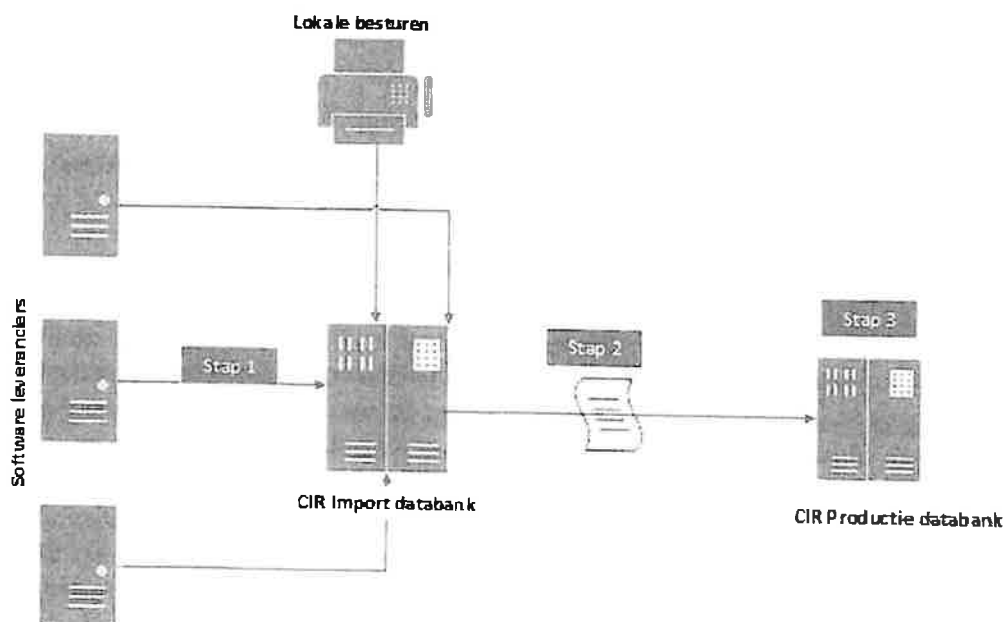 Lokale besturen
Software leveranciers
Stap 1
Stap 2
Stap 3
CIR Import databank
CIR Productie databank